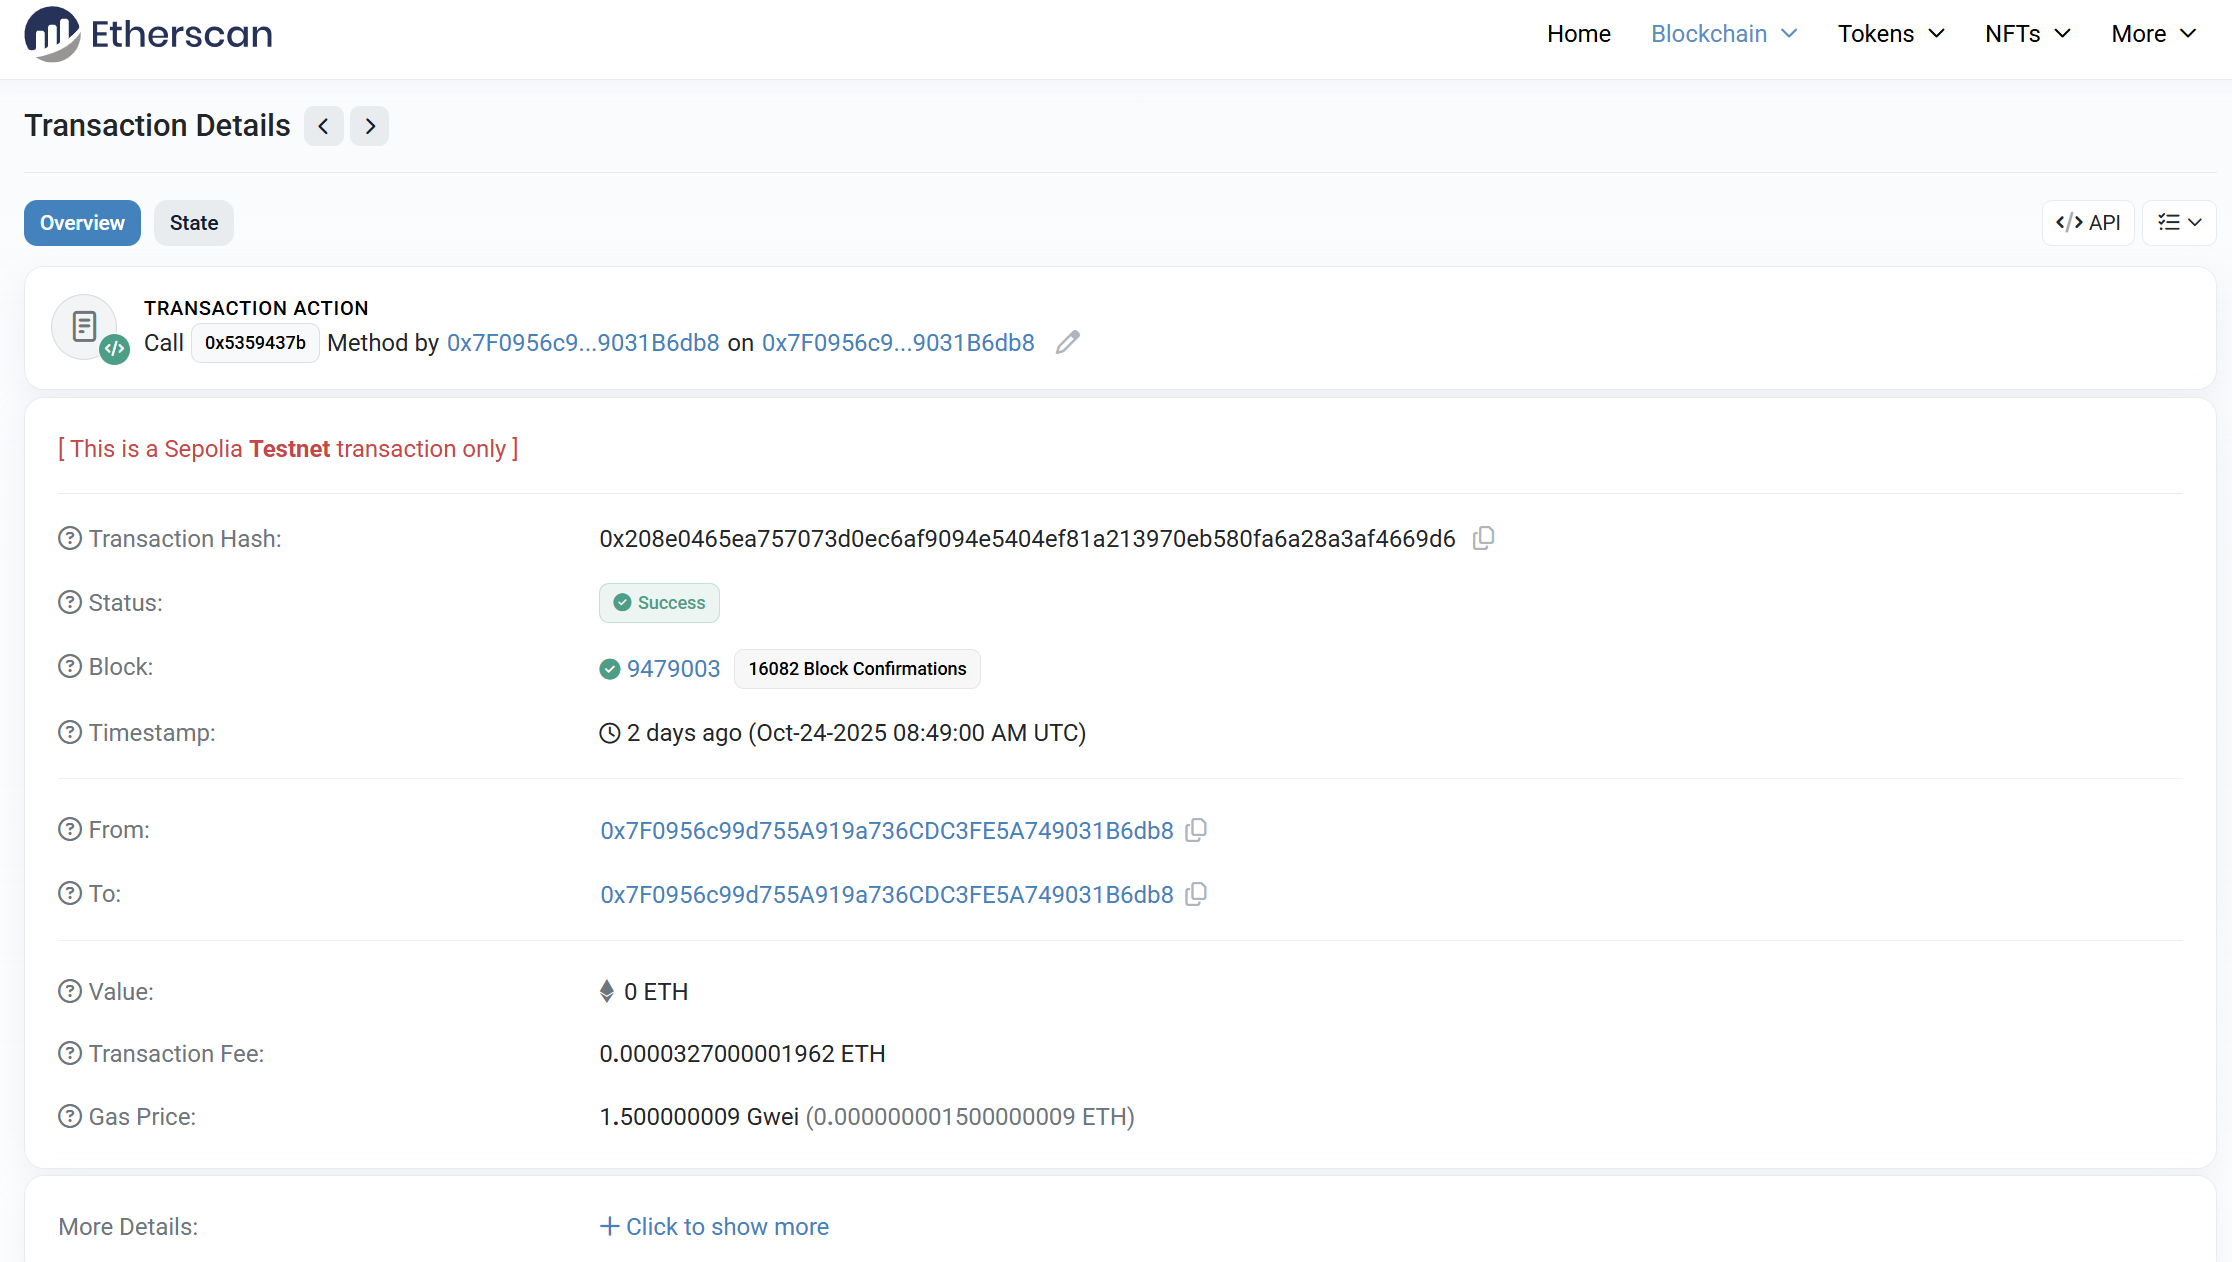 Etherscan
Home Blockchain Tokens NFTs More
Transaction Details
Overview State API
TRANSACTION ACTION
Call 0x5359437b Method by 0x7F0956c9...9031B6db8 on 0x7F0956c9...9031B6db8
[ This is a Sepolia Testnet transaction only ]
Transaction Hash: 0x208e0465ea757073d0ec6af9094e5404ef81a213970eb580fa6a28a3af4669d6
Status: Success
Block: 9479003 16082 Block Confirmations
Timestamp: 2 days ago (Oct-24-2025 08:49:00 AM UTC)
From: 0x7F0956c99d755A919a736CDC3FE5A749031B6db8
To: 0x7F0956c99d755A919a736CDC3FE5A749031B6db8
Value: 0 ETH
Transaction Fee: 0.0000327000001962 ETH
Gas Price: 1.500000009 Gwei (0.000000001500000009 ETH)
More Details: Click to show more